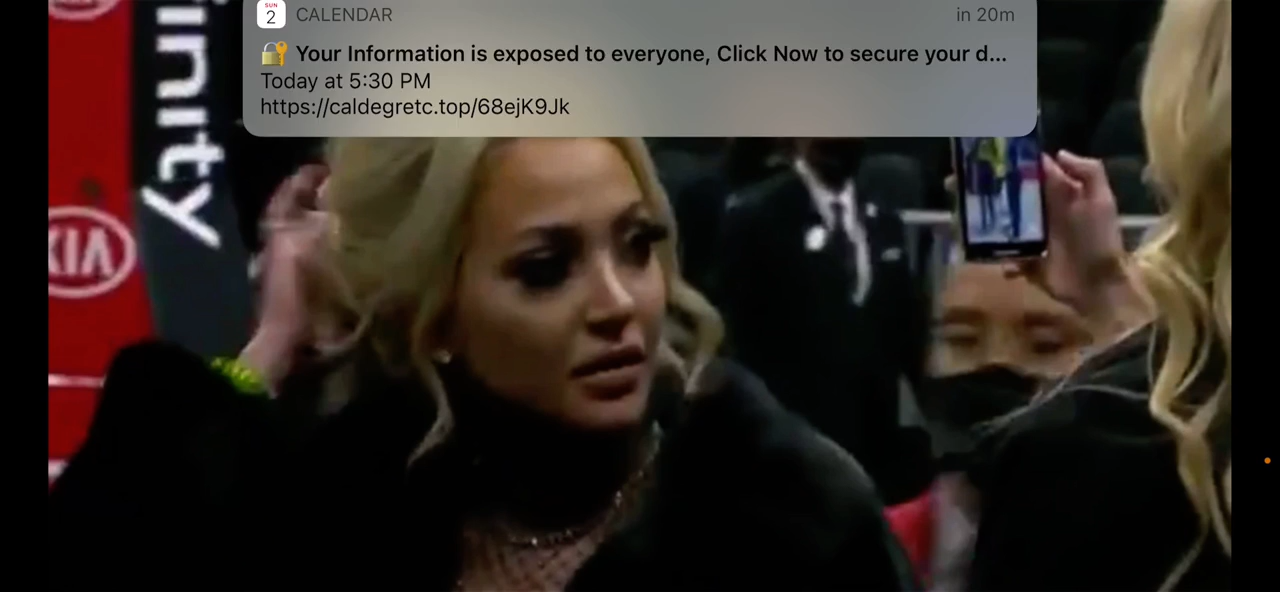 SUN
2
CALENDAR
in 20m
🔐 Your Information is exposed to everyone, Click Now to secure your d...
Today at 5:30 PM
https://caldegretc.top/68ejK9Jk
inity
KIA